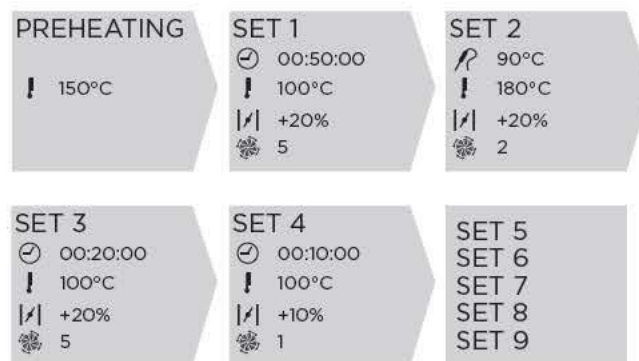 PREHEATING
150°C
SET 1
00:50:00
100°C
+20%
5
SET 2
90°C
180°C
+20%
2
SET 3
00:20:00
100°C
+20%
5
SET 4
00:10:00
100°C
+10%
1
SET 5
SET 6
SET 7
SET 8
SET 9